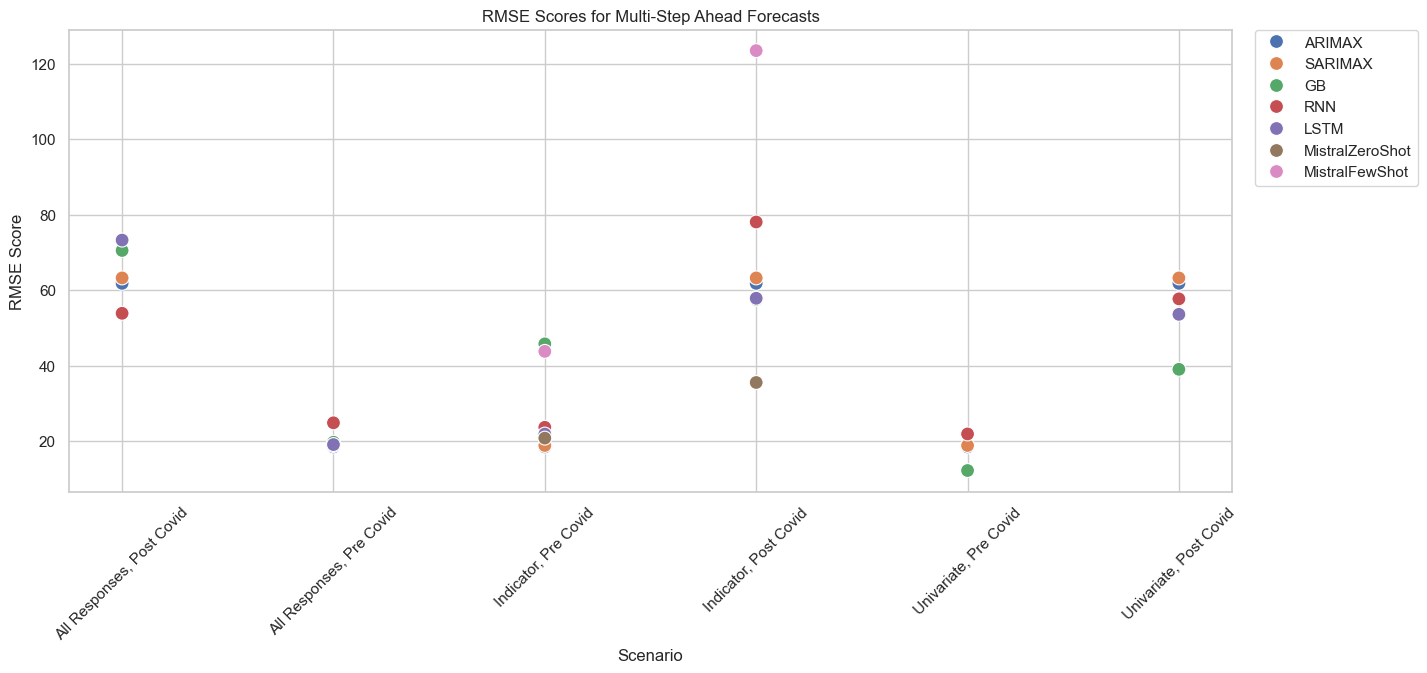 RMSE Scores for Multi-Step Ahead Forecasts
RMSE Score
120
100
80
60
40
20
All Responses, Post Covid
All Responses, Pre Covid
Indicator, Pre Covid
Indicator, Post Covid
Univariate, Pre Covid
Univariate, Post Covid
Scenario
ARIMAX
SARIMAX
GB
RNN
LSTM
MistralZeroShot
MistralFewShot